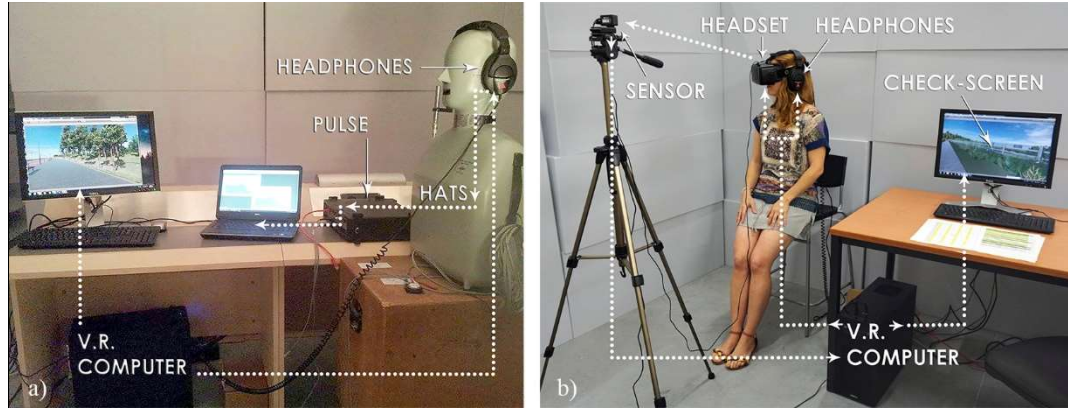 HEADPHONES
PULSE
HATS
V.R.
COMPUTER
a)
HEADSET
HEADPHONES
SENSOR
CHECK-SCREEN
V.R.
COMPUTER
b)